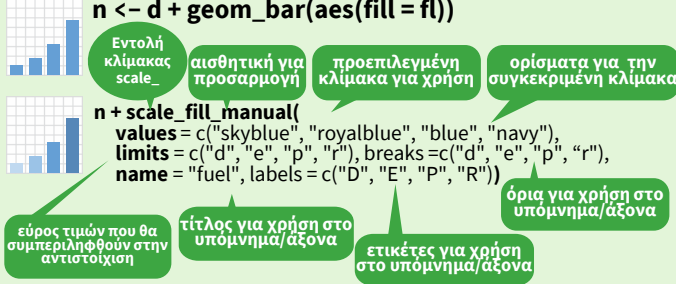 n <– d + geom_bar(aes(fill = fl))
Εντολή
κλίμακας
scale_
αισθητική για
προσαρμογή
προεπιλεγμένη
κλίμακα για χρήση
ορίσματα για την
συγκεκριμένη κλίμακα
n + scale_fill_manual(
values = c("skyblue", "royalblue", "blue", "navy"),
limits = c("d", "e", "p", "r"), breaks =c("d", "e", "p", “r"),
name = "fuel", labels = c("D", "E", "P", "R"))
εύρος τιμών που θα
συμπεριληφθούν στην
αντιστοίχιση
τίτλος για χρήση στο
υπόμνημα/άξονα
ετικέτες για χρήση
στο υπόμνημα/άξονα
όρια για χρήση στο
υπόμνημα/άξονα